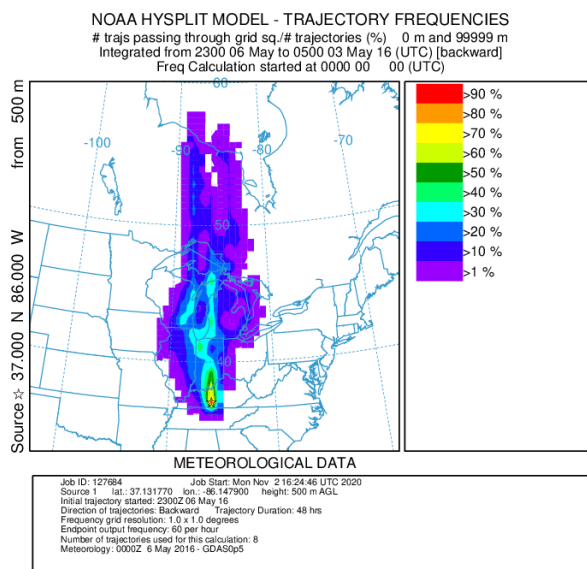 NOAA HYSPLIT MODEL - TRAJECTORY FREQUENCIES
# trajs passing through grid sq./# trajectories (%) 0 m and 99999 m
Integrated from 2300 06 May to 0500 03 May 16 (UTC) [backward]
Freq Calculation started at 0000 00 00 (UTC)
Source ☆ 37.000 N 86.000 W from 500 m
60
-100
-90
-80
-70
50
40
>90 %
>80 %
>70 %
>60 %
>50 %
>40 %
>30 %
>20 %
>10 %
>1 %
METEOROLOGICAL DATA
Job ID: 127684 Job Start: Mon Nov 2 16:24:46 UTC 2020
Source 1 lat.: 37.131770 lon.: -86.147900 height: 500 m AGL
Initial trajectory started: 2300Z 06 May 16
Direction of trajectories: Backward Trajectory Duration: 48 hrs
Frequency grid resolution: 1.0 x 1.0 degrees
Endpoint output frequency: 60 per hour
Number of trajectories used for this calculation: 8
Meteorology: 0000Z 6 May 2016 - GDAS0p5